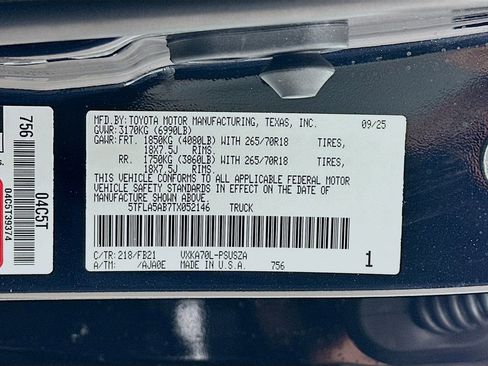 MFD.BY: TOYOTA MOTOR MANUFACTURING, TEXAS, INC. 09/25
GVWR: 3170KG (6990LB)
GAWR: FRT. 1850KG (4080LB) WITH 265/70R18 TIRES,
18X7.5J RIMS.
RR. 1750KG (3860LB) WITH 265/70R18 TIRES,
18X7.5J RIMS.
THIS VEHICLE CONFORMS TO ALL APPLICABLE FEDERAL MOTOR
VEHICLE SAFETY STANDARDS IN EFFECT ON THE DATE OF
MANUFACTURE SHOWN ABOVE.
5TFLA5AB7TX052146 TRUCK
C/TR: 218/FB21 VXKA70L-PSUSZA
A/TM: /AJA0E MADE IN U.S.A. 756 1
756
04C5T
04C5T39374